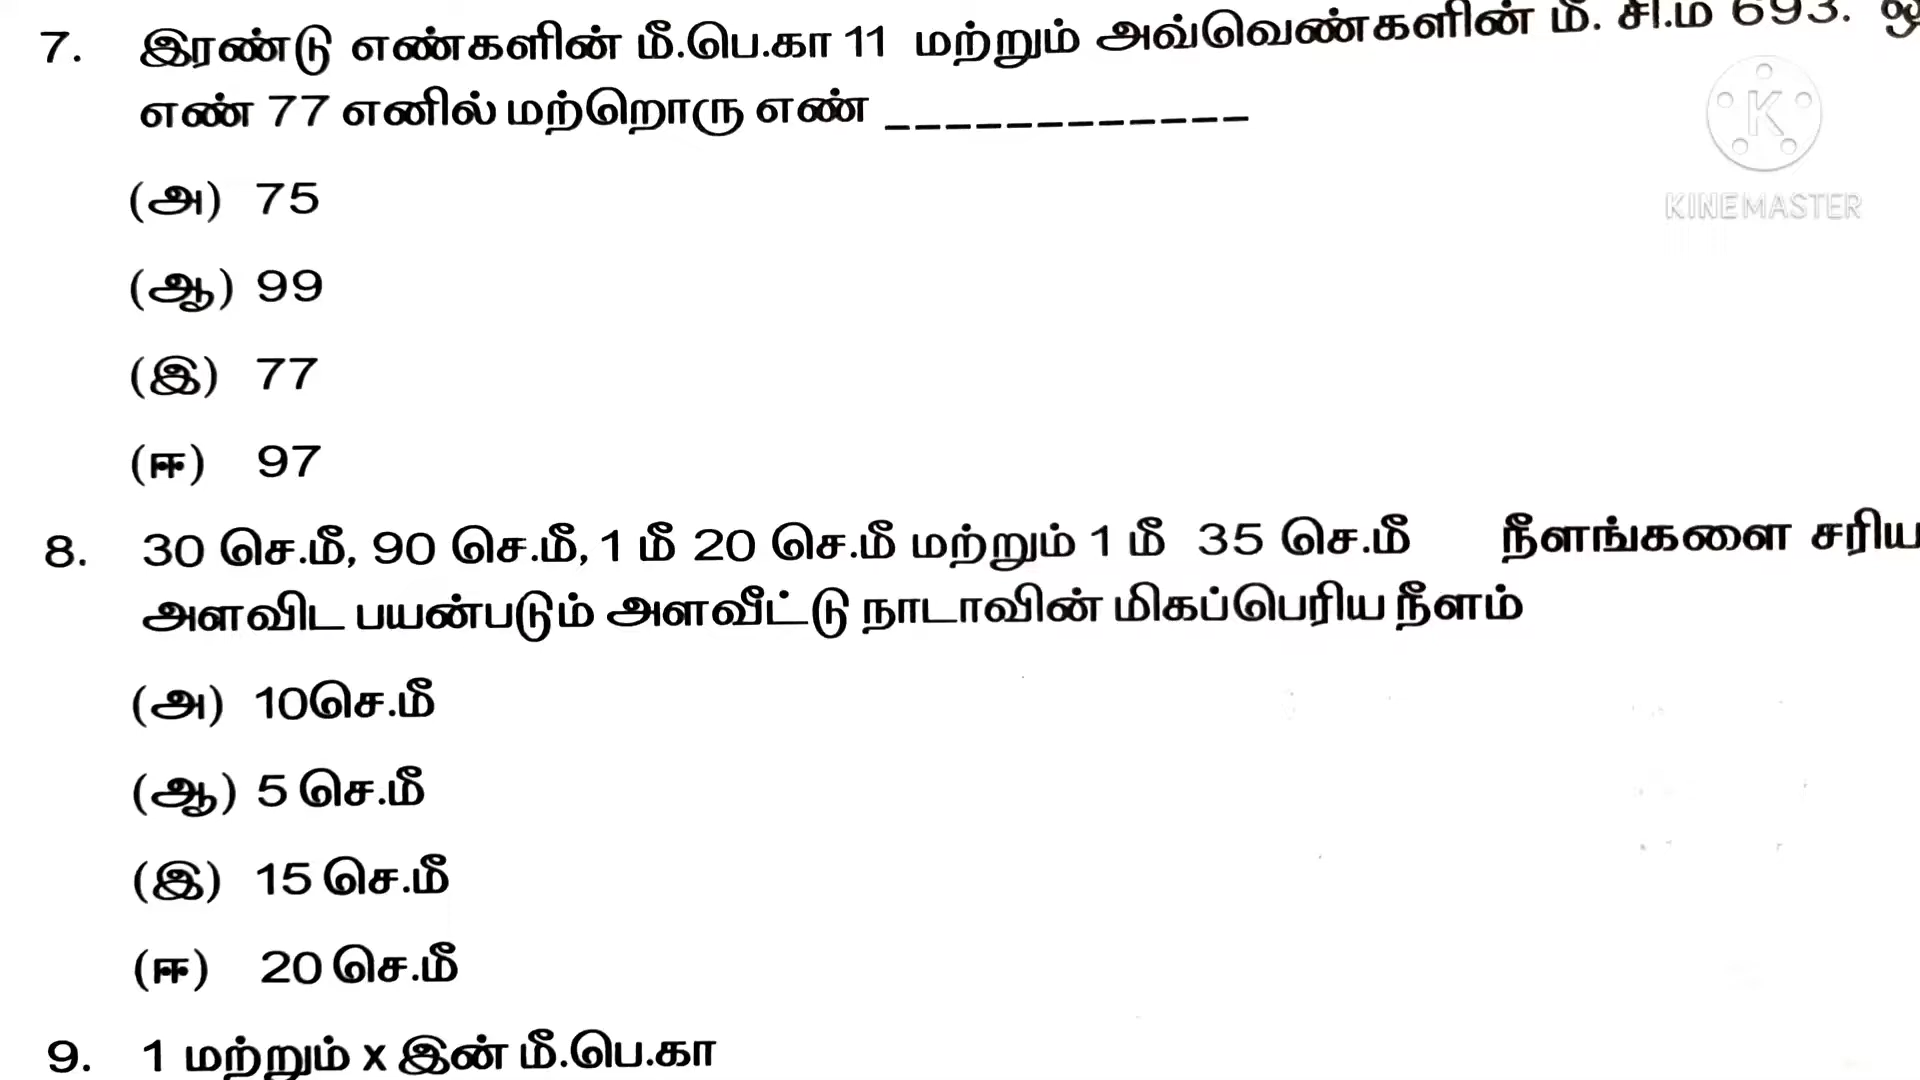 7. இரண்டு எண்களின் மீ.பெ.கா 11 மற்றும் அவ்வெண்களின் மீ. சி.ம 693.
எண் 77 எனில் மற்றொரு எண் ____________
(அ) 75
(ஆ) 99
(இ) 77
(ஈ) 97
8. 30 செ.மீ, 90 செ.மீ, 1 மீ 20 செ.மீ மற்றும் 1 மீ 35 செ.மீ நீளங்களை சரிய
அளவிட பயன்படும் அளவீட்டு நாடாவின் மிகப்பெரிய நீளம்
(அ) 10செ.மீ
(ஆ) 5 செ.மீ
(இ) 15 செ.மீ
(ஈ) 20 செ.மீ
9. 1 மற்றும் x இன் மீ.பெ.கா
K
KINEMASTER